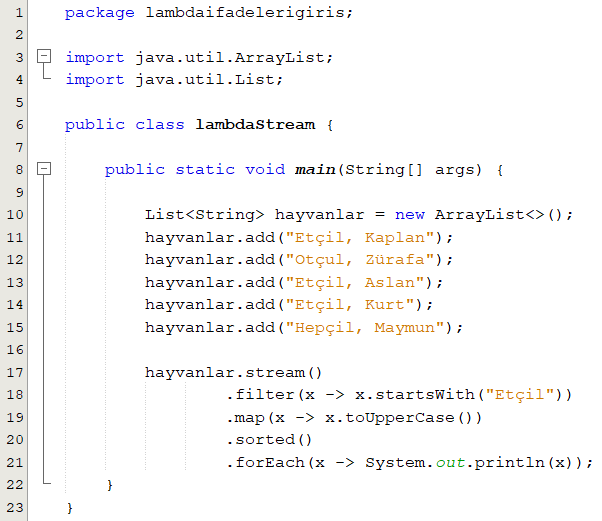 1 package lambdaifadelerigiris;
2
3 import java.util.ArrayList;
4 import java.util.List;
5
6 public class lambdaStream {
7
8 public static void main(String[] args) {
9
10 List<String> hayvanlar = new ArrayList<>();
11 hayvanlar.add("Etçil, Kaplan");
12 hayvanlar.add("Otçul, Zürafa");
13 hayvanlar.add("Etçil, Aslan");
14 hayvanlar.add("Etçil, Kurt");
15 hayvanlar.add("Hepçil, Maymun");
16
17 hayvanlar.stream()
18 .filter(x -> x.startsWith("Etçil"))
19 .map(x -> x.toUpperCase())
20 .sorted()
21 .forEach(x -> System.out.println(x));
22 }
23 }